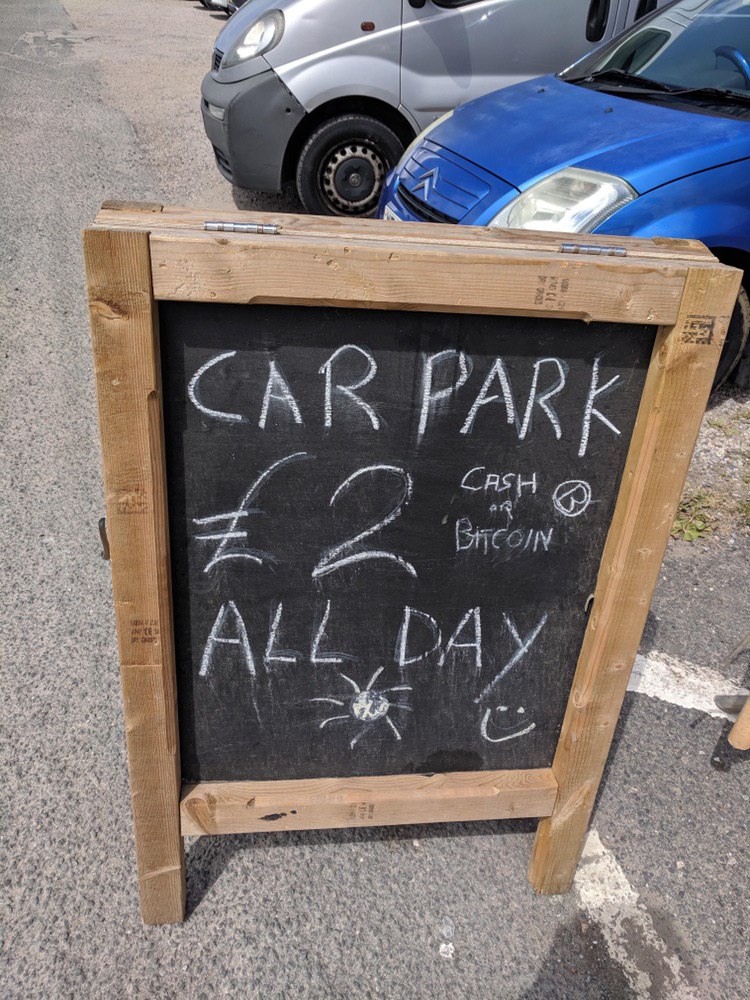 CAR PARK
£2
CASH
OR
BITCOIN
ALL DAY